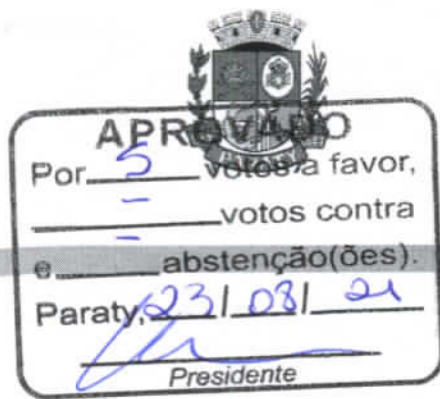 APROVADO
Por 5 votos a favor,
- votos contra
e - abstenção(ões).
Paraty, 23/08/21
Presidente